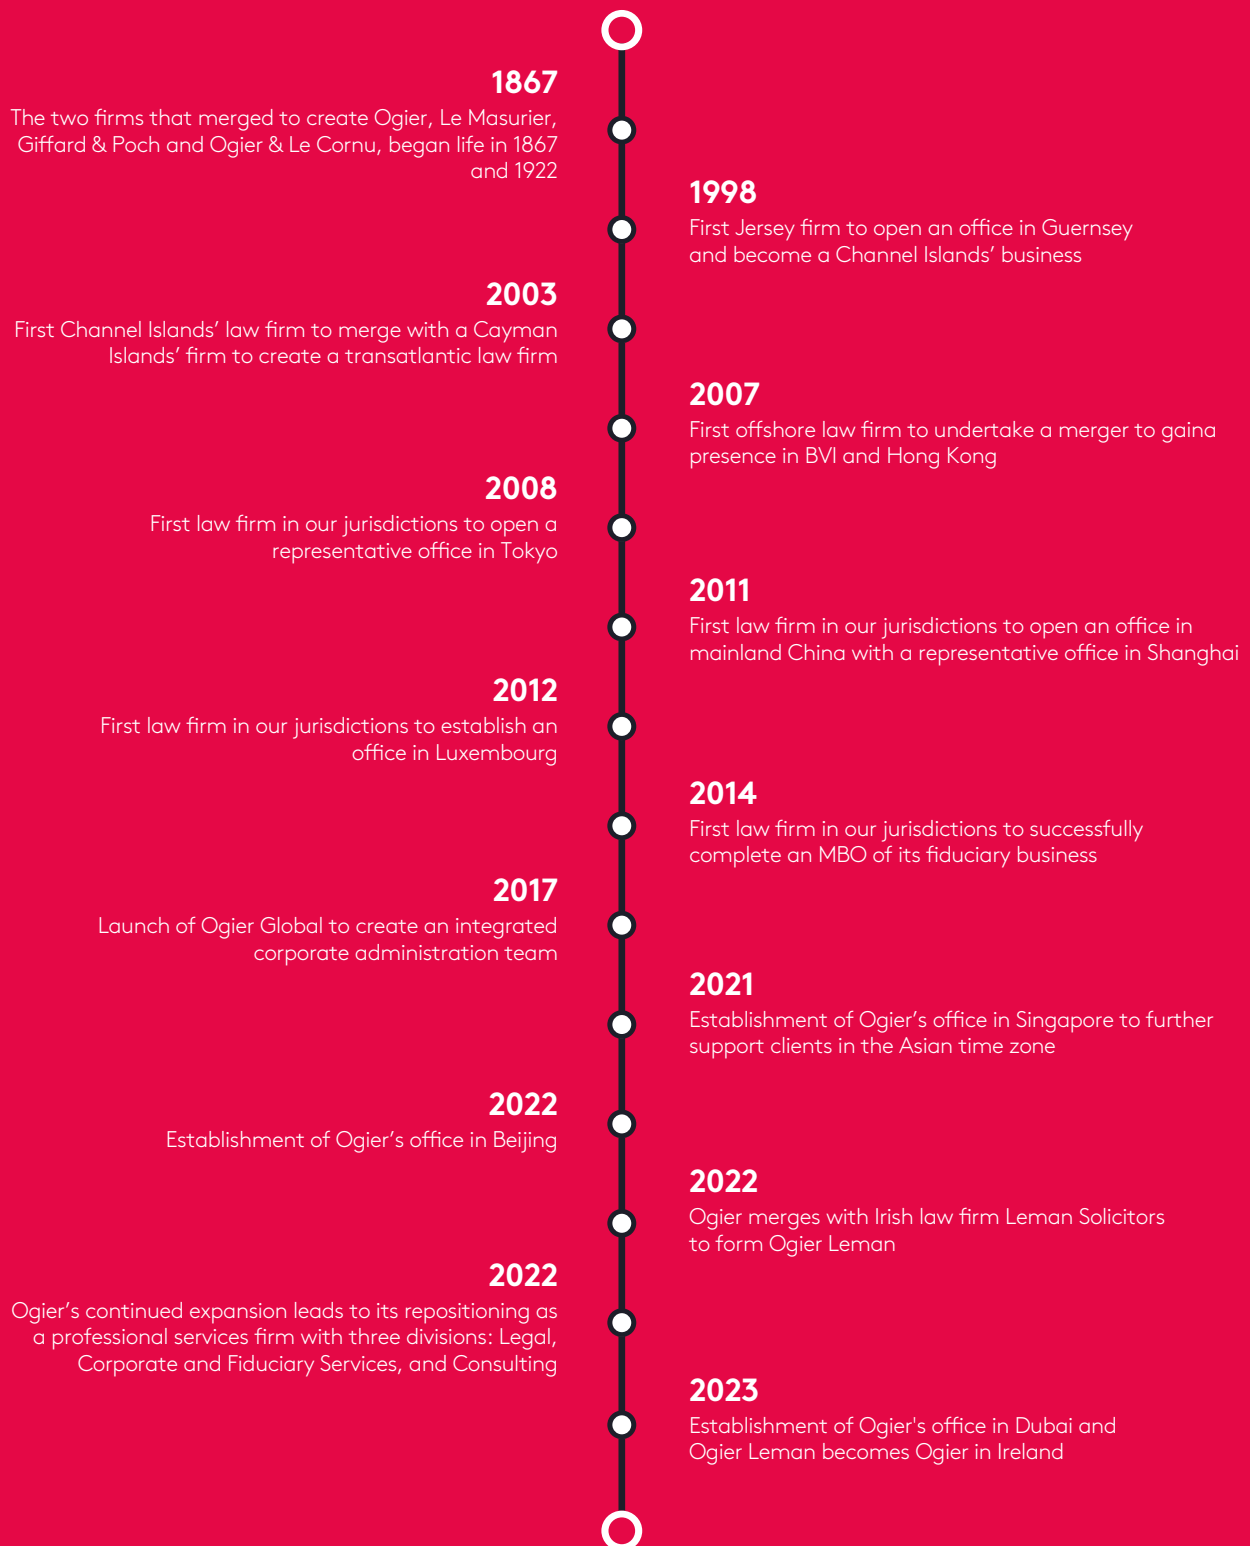 1867
The two firms that merged to create Ogier, Le Masurier,
Giffard & Poch and Ogier & Le Cornu, began life in 1867
and 1922
1998
First Jersey firm to open an office in Guernsey
and become a Channel Islands’ business
2003
First Channel Islands’ law firm to merge with a Cayman
Islands’ firm to create a transatlantic law firm
2007
First offshore law firm to undertake a merger to gaina
presence in BVI and Hong Kong
2008
First law firm in our jurisdictions to open a
representative office in Tokyo
2011
First law firm in our jurisdictions to open an office in
mainland China with a representative office in Shanghai
2012
First law firm in our jurisdictions to establish an
office in Luxembourg
2014
First law firm in our jurisdictions to successfully
complete an MBO of its fiduciary business
2017
Launch of Ogier Global to create an integrated
corporate administration team
2021
Establishment of Ogier’s office in Singapore to further
support clients in the Asian time zone
2022
Establishment of Ogier’s office in Beijing
2022
Ogier merges with Irish law firm Leman Solicitors
to form Ogier Leman
2022
Ogier’s continued expansion leads to its repositioning as
a professional services firm with three divisions: Legal,
Corporate and Fiduciary Services, and Consulting
2023
Establishment of Ogier's office in Dubai and
Ogier Leman becomes Ogier in Ireland